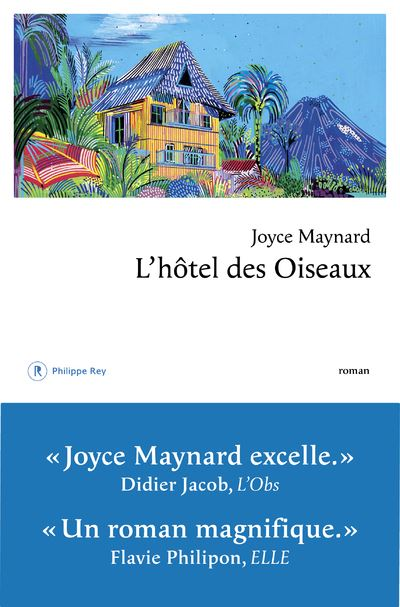 Joyce Maynard
L’hôtel des Oiseaux
R Philippe Rey
roman
« Joyce Maynard excelle. »
Didier Jacob, L’Obs
« Un roman magnifique. »
Flavie Philipon, ELLE